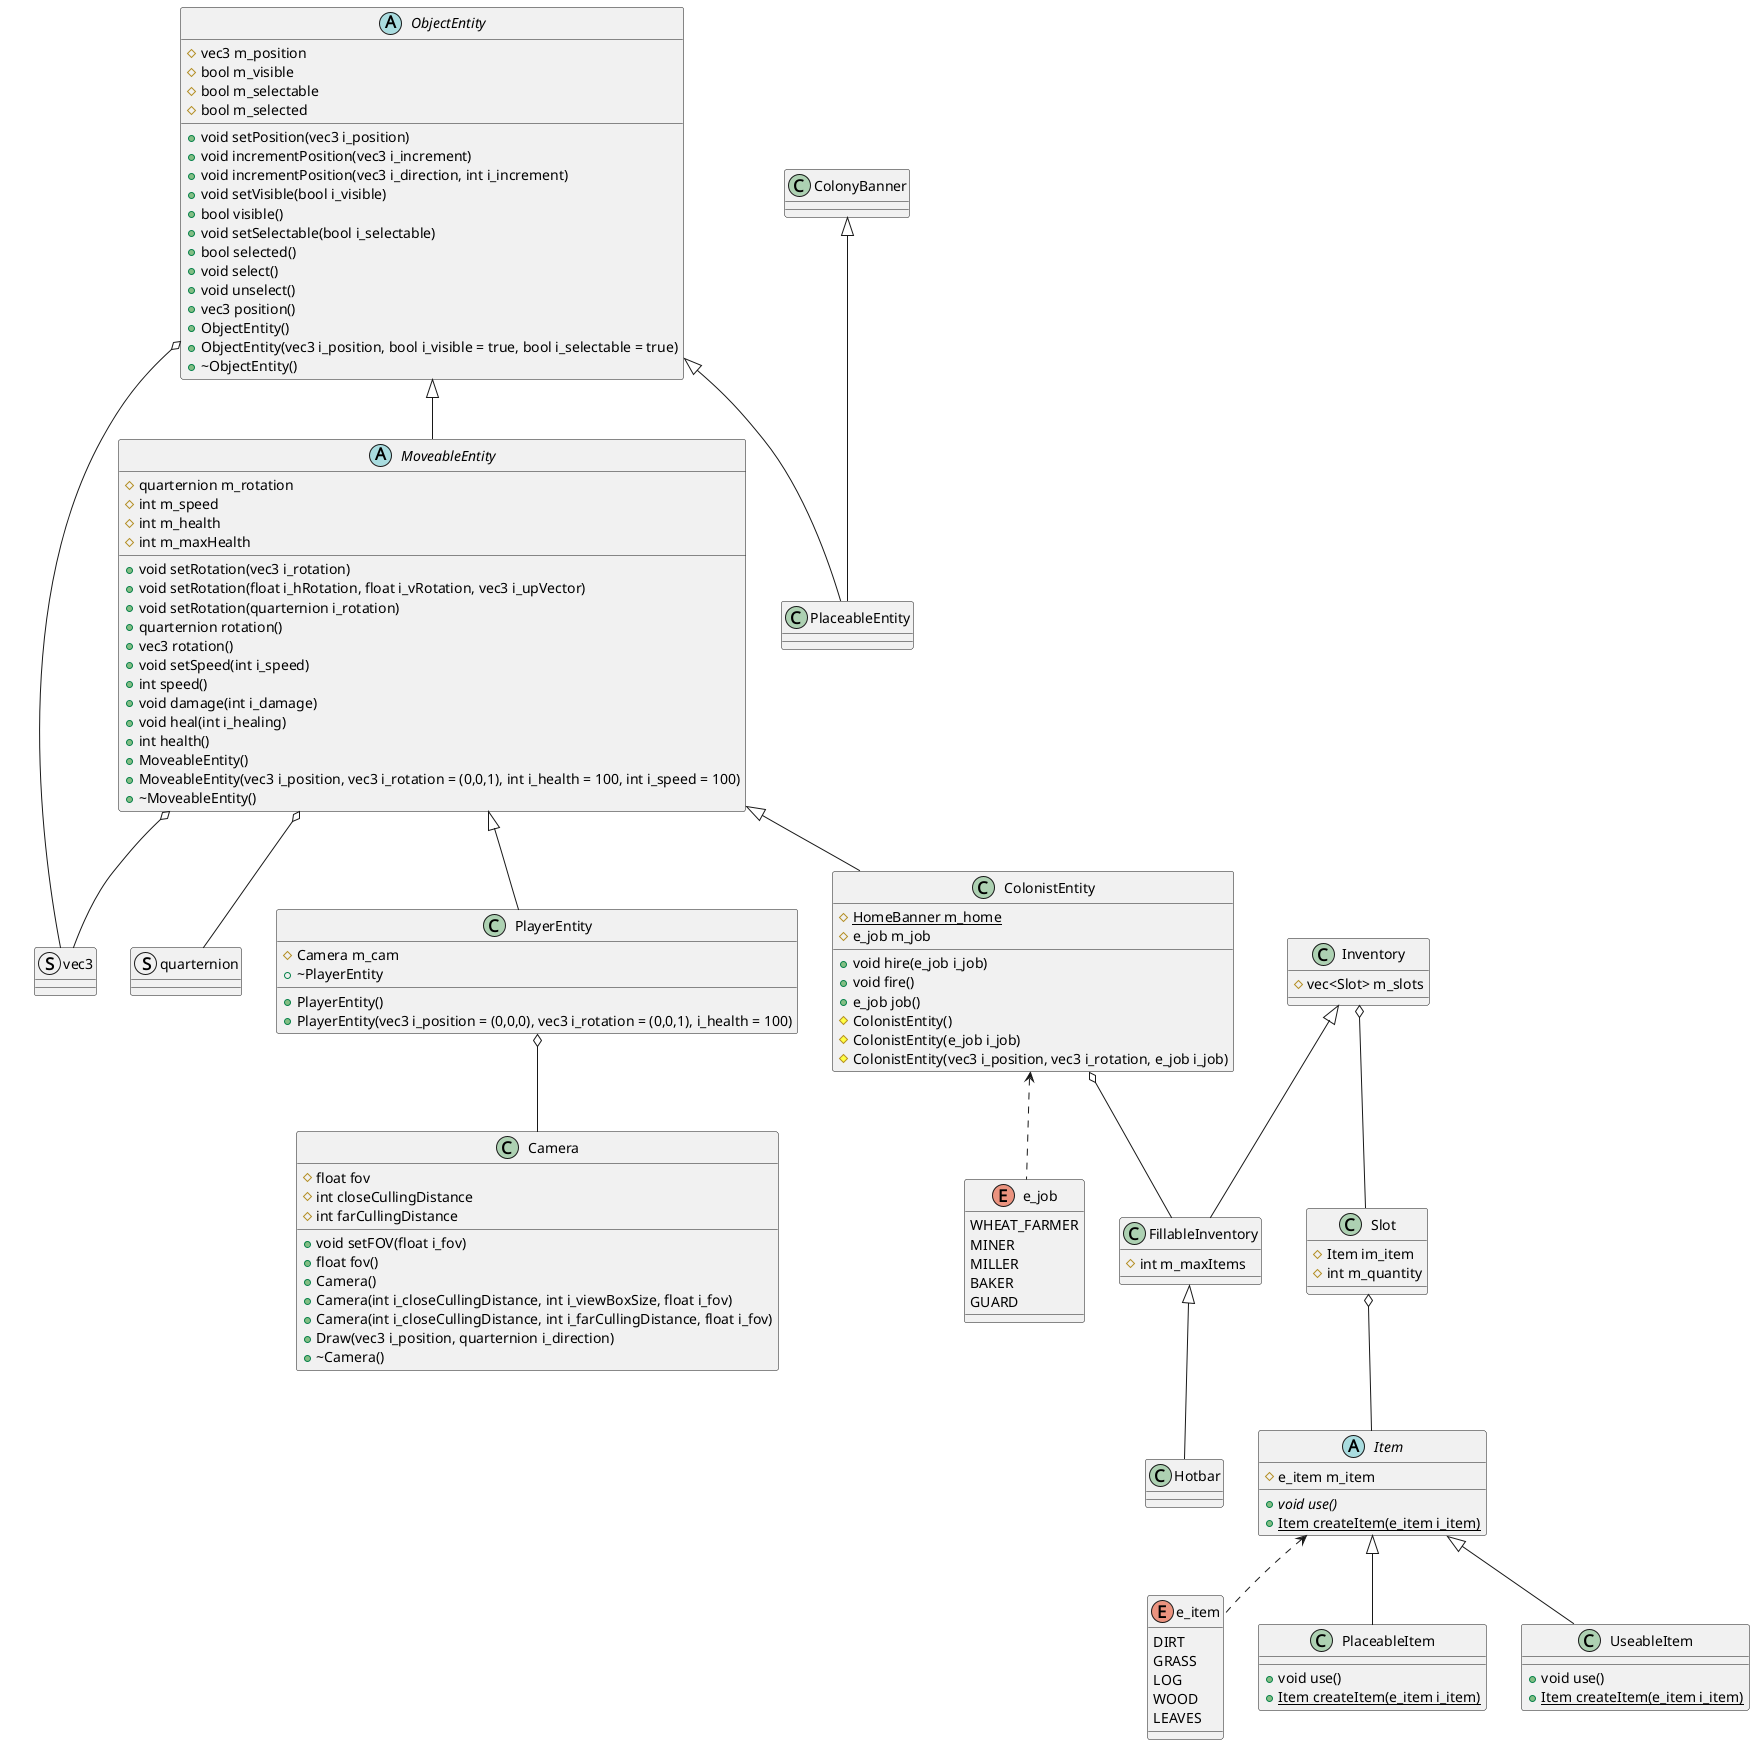 A ObjectEntity
vec3 m_position
bool m_visible
bool m_selectable
bool m_selected
void setPosition(vec3 i_position)
void incrementPosition(vec3 i_increment)
void incrementPosition(vec3 i_direction, int i_increment)
void setVisible(bool i_visible)
bool visible()
void setSelectable(bool i_selectable)
bool selected()
void select()
void unselect()
vec3 position()
ObjectEntity()
ObjectEntity(vec3 i_position, bool i_visible = true, bool i_selectable = true)
~ObjectEntity()
C ColonyBanner
A MoveableEntity
quarternion m_rotation
int m_speed
int m_health
int m_maxHealth
void setRotation(vec3 i_rotation)
void setRotation(float i_hRotation, float i_vRotation, vec3 i_upVector)
void setRotation(quarternion i_rotation)
quarternion rotation()
vec3 rotation()
void setSpeed(int i_speed)
int speed()
void damage(int i_damage)
void heal(int i_healing)
int health()
MoveableEntity()
MoveableEntity(vec3 i_position, vec3 i_rotation = (0,0,1), int i_health = 100, int i_speed = 100)
~MoveableEntity()
C PlaceableEntity
S vec3
S quarternion
C PlayerEntity
Camera m_cam
~PlayerEntity
PlayerEntity()
PlayerEntity(vec3 i_position = (0,0,0), vec3 i_rotation = (0,0,1), i_health = 100)
C ColonistEntity
HomeBanner m_home
e_job m_job
void hire(e_job i_job)
void fire()
e_job job()
ColonistEntity()
ColonistEntity(e_job i_job)
ColonistEntity(vec3 i_position, vec3 i_rotation, e_job i_job)
C Inventory
vec<Slot> m_slots
C Camera
float fov
int closeCullingDistance
int farCullingDistance
void setFOV(float i_fov)
float fov()
Camera()
Camera(int i_closeCullingDistance, int i_viewBoxSize, float i_fov)
Camera(int i_closeCullingDistance, int i_farCullingDistance, float i_fov)
Draw(vec3 i_position, quarternion i_direction)
~Camera()
E e_job
WHEAT_FARMER
MINER
MILLER
BAKER
GUARD
C FillableInventory
int m_maxItems
C Slot
Item im_item
int m_quantity
C Hotbar
A Item
e_item m_item
void use()
Item createItem(e_item i_item)
E e_item
DIRT
GRASS
LOG
WOOD
LEAVES
C PlaceableItem
void use()
Item createItem(e_item i_item)
C UseableItem
void use()
Item createItem(e_item i_item)